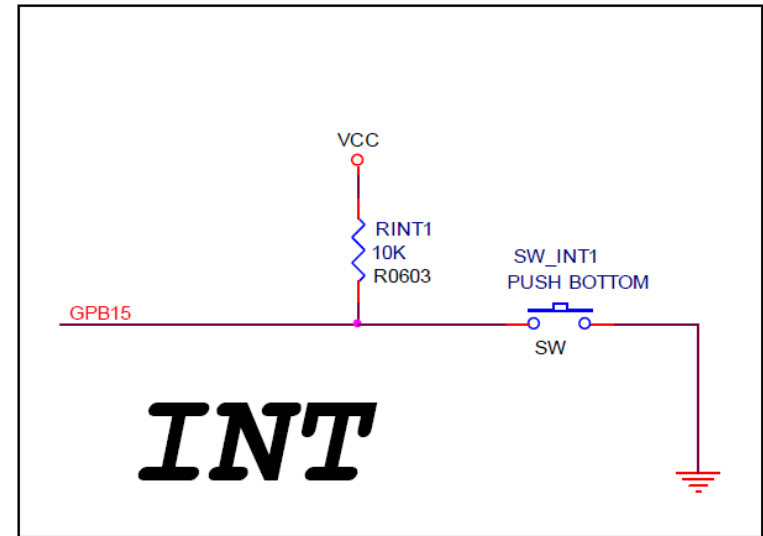 VCC
RINT1
10K
R0603
SW_INT1
PUSH BOTTOM
GPB15
SW
INT